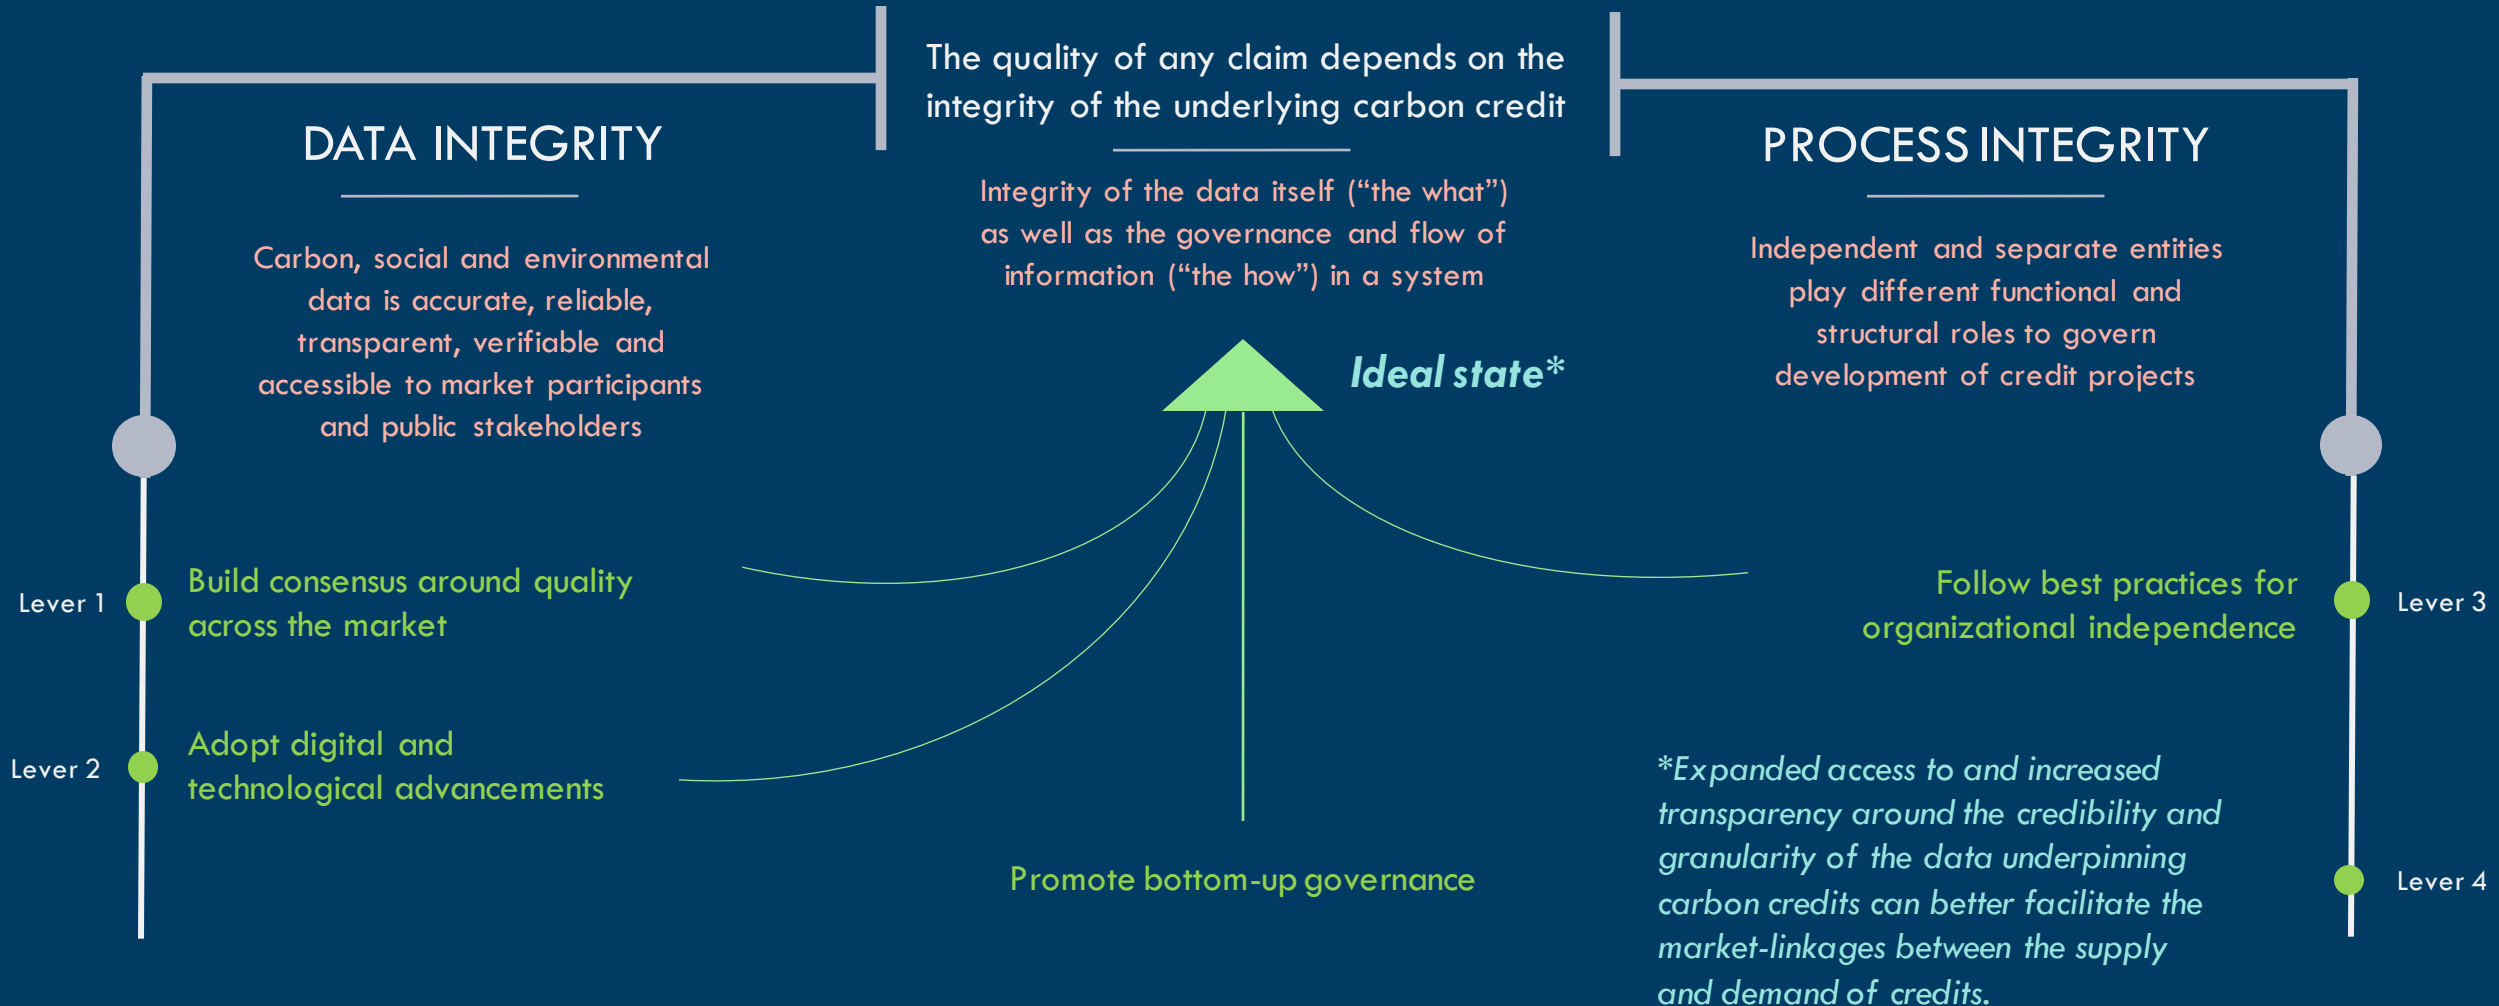 The quality of any claim depends on the
integrity of the underlying carbon credit
Integrity of the data itself (“the what”)
as well as the governance and flow of
information (“the how”) in a system
DATA INTEGRITY
Carbon, social and environmental
data is accurate, reliable,
transparent, verifiable and
accessible to market participants
and public stakeholders
PROCESS INTEGRITY
Independent and separate entities
play different functional and
structural roles to govern
development of credit projects
Ideal state*
Lever 1
Build consensus around quality
across the market
Lever 2
Adopt digital and
technological advancements
Follow best practices for
organizational independence
Lever 3
Promote bottom-up governance
Lever 4
*Expanded access to and increased
transparency around the credibility and
granularity of the data underpinning
carbon credits can better facilitate the
market-linkages between the supply
and demand of credits.